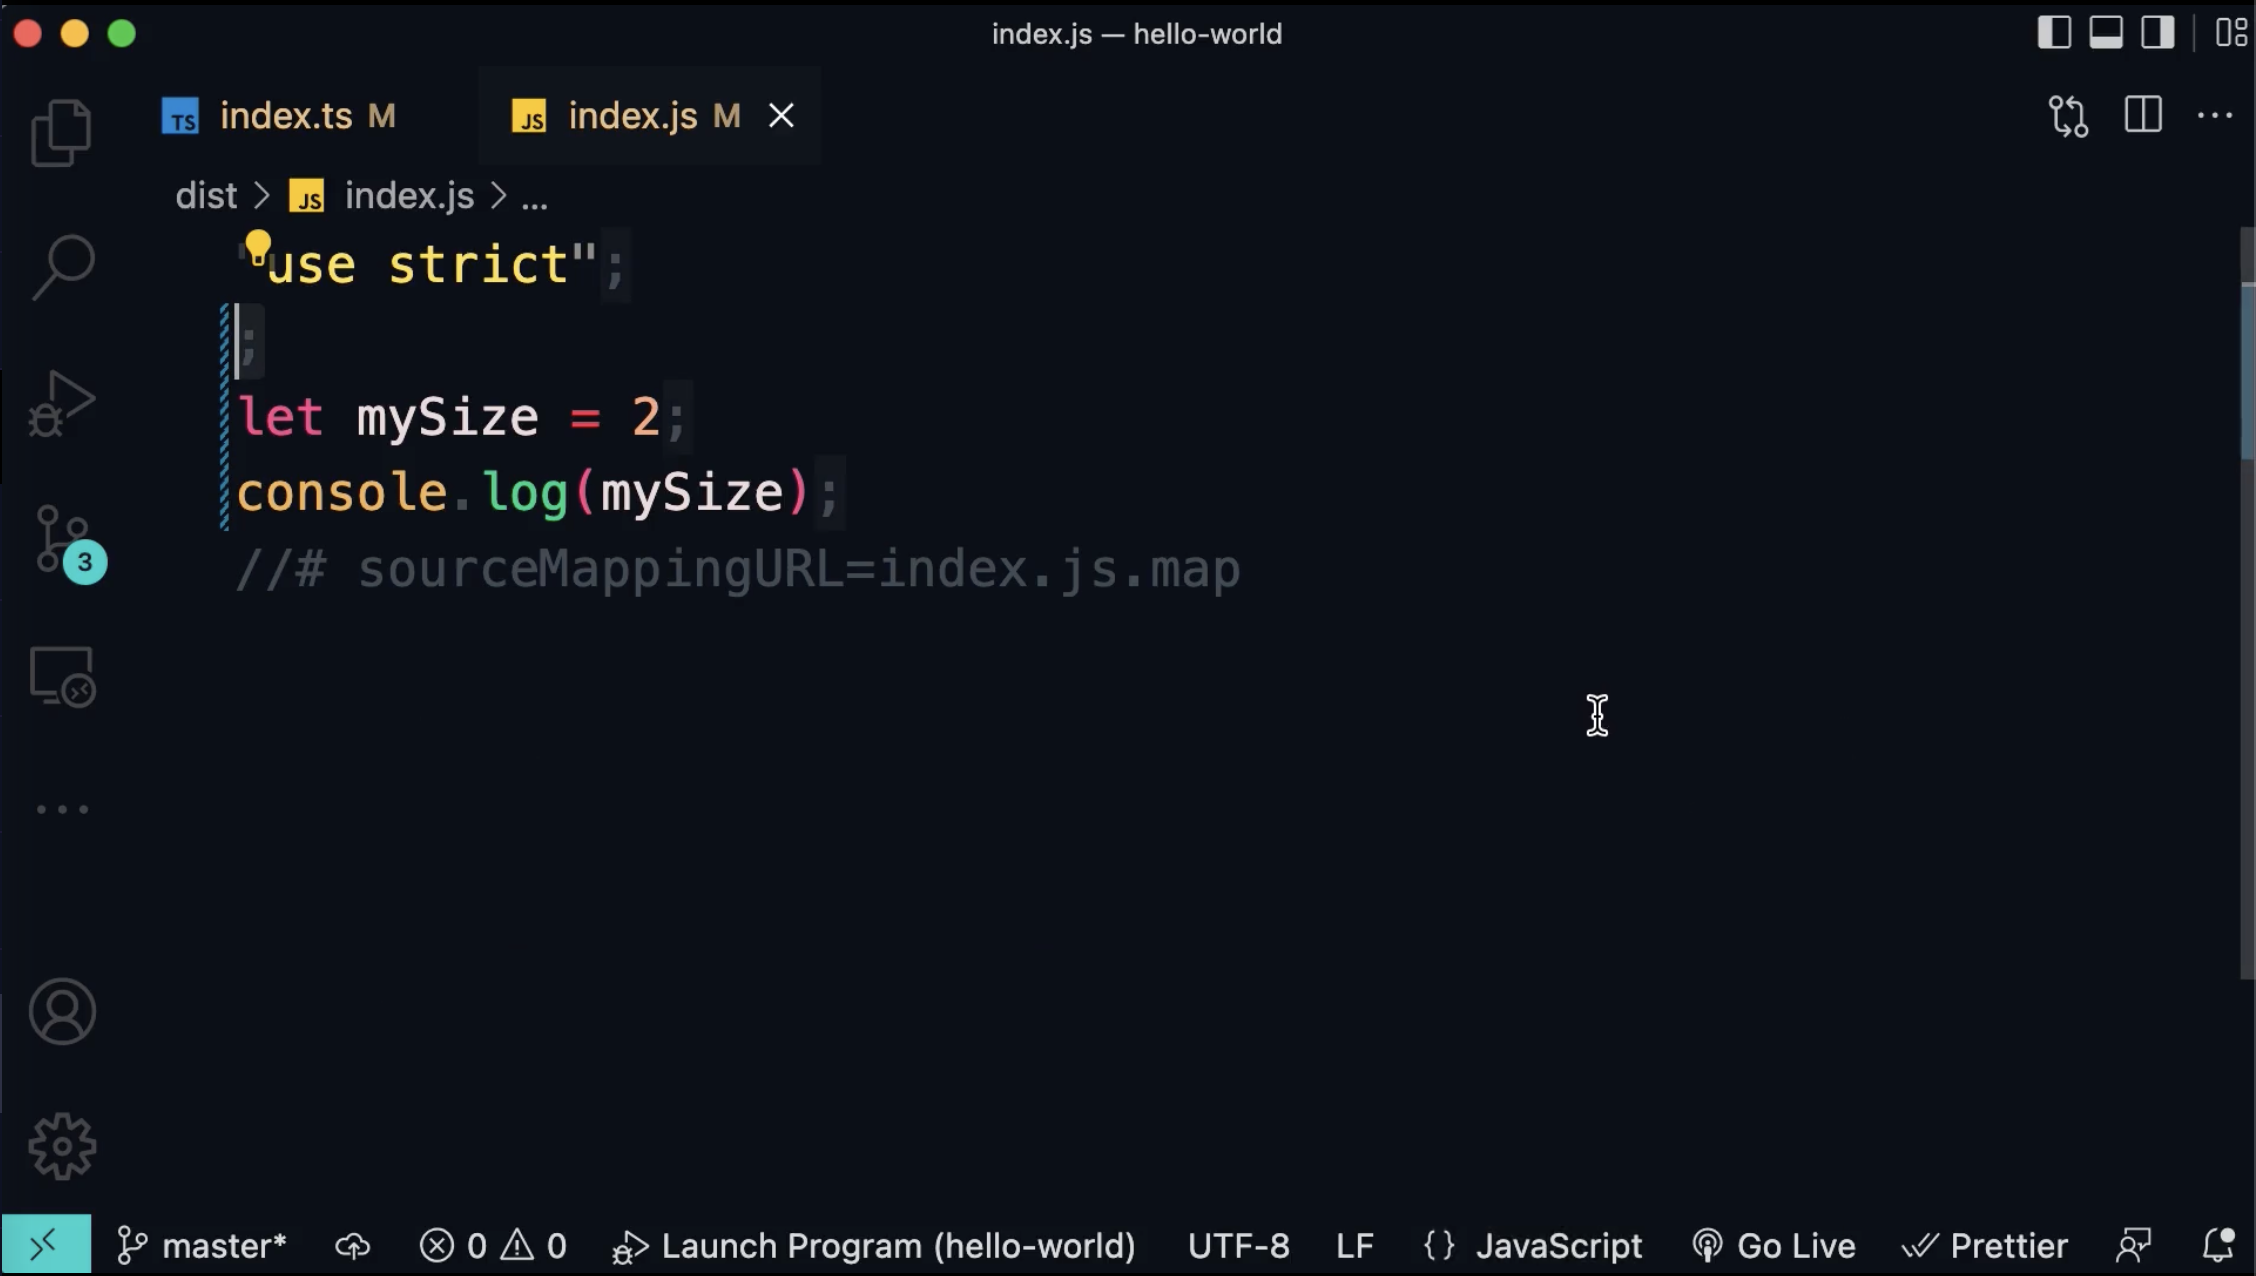 index.js — hello-world
TS index.ts M JS index.js M
dist > JS index.js > ...
"use strict";
;
let mySize = 2;
console.log(mySize);
//# sourceMappingURL=index.js.map
3
master* 0 0 Launch Program (hello-world) UTF-8 LF {} JavaScript Go Live Prettier